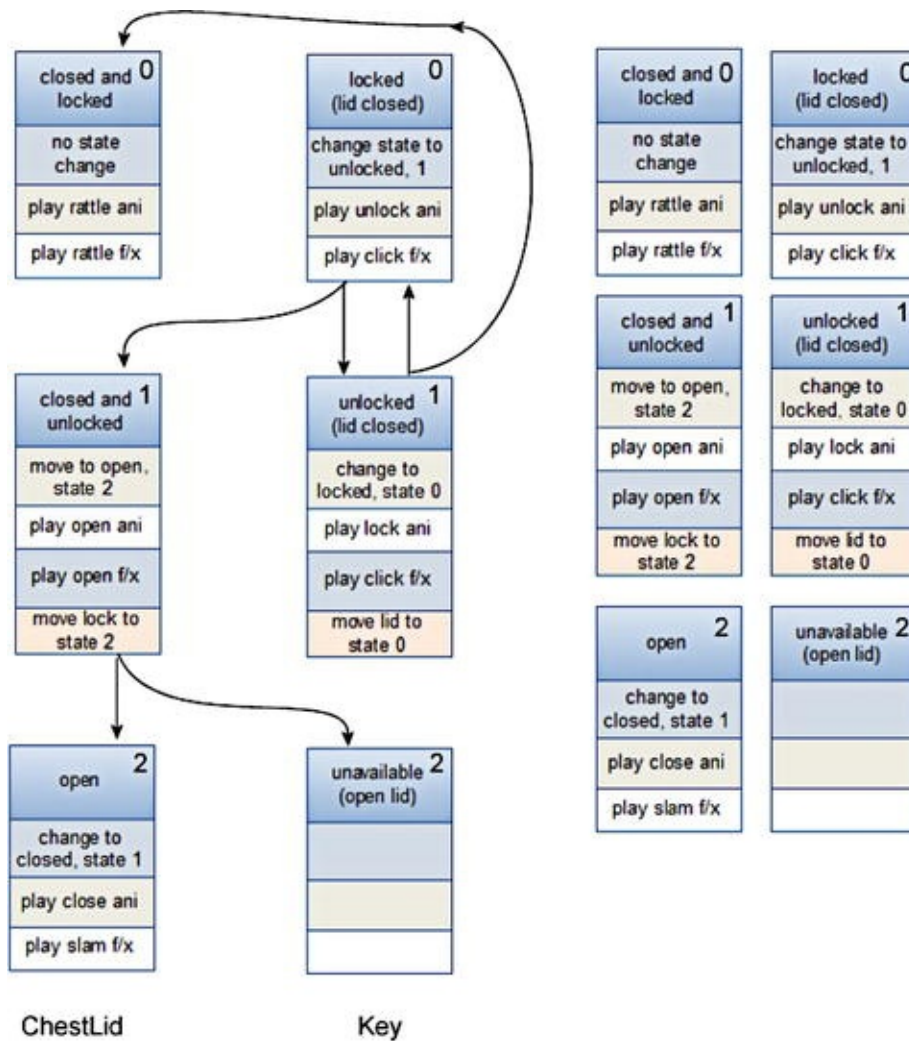 closed and 0
locked
no state
change
play rattle ani
play rattle f/x
locked 0
(lid closed)
change state to
unlocked, 1
play unlock ani
play click f/x
closed and 1
unlocked
move to open,
state 2
play open ani
play open f/x
move lock to
state 2
unlocked 1
(lid closed)
change to
locked, state 0
play lock ani
play click f/x
move lid to
state 0
open 2
change to
closed, state 1
play close ani
play slam f/x
unavailable 2
(open lid)
ChestLid
Key
closed and 0
locked
no state
change
play rattle ani
play rattle f/x
locked 0
(lid closed)
change state to
unlocked, 1
play unlock ani
play click f/x
closed and 1
unlocked
move to open,
state 2
play open ani
play open f/x
move lock to
state 2
unlocked 1
(lid closed)
change to
locked, state 0
play lock ani
play click f/x
move lid to
state 0
open 2
change to
closed, state 1
play close ani
play slam f/x
unavailable 2
(open lid)